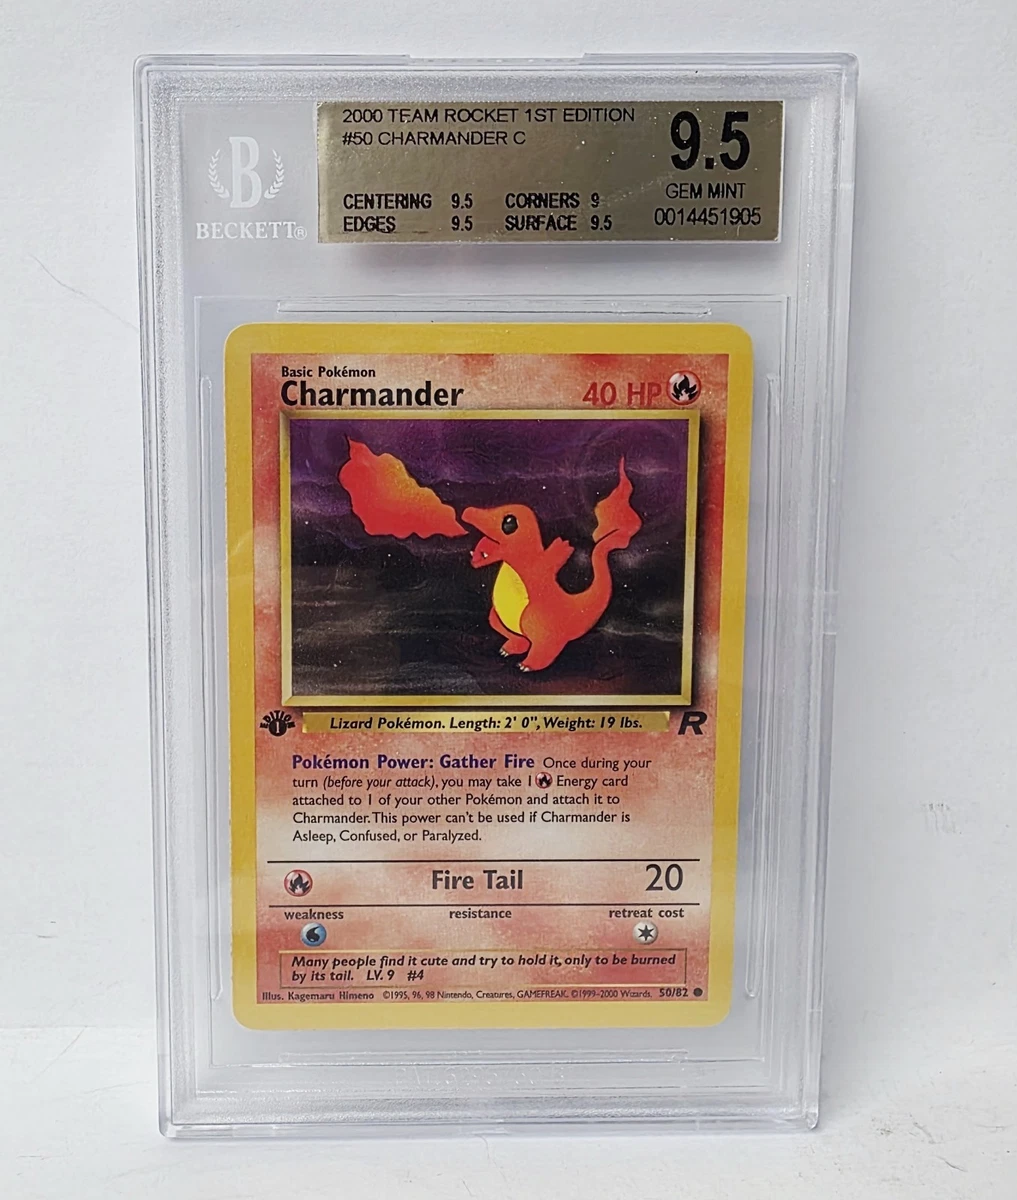 B
BECKETT®
2000 TEAM ROCKET 1ST EDITION
#50 CHARMANDER C
CENTERING 9.5 CORNERS 9
EDGES 9.5 SURFACE 9.5
9.5
GEM MINT
0014451905
Basic Pokémon
Charmander 40 HP
EDITION
1
Lizard Pokémon. Length: 2' 0", Weight: 19 lbs.
R
Pokémon Power: Gather Fire Once during your
turn (before your attack), you may take 1 Energy card
attached to 1 of your other Pokémon and attach it to
Charmander. This power can't be used if Charmander is
Asleep, Confused, or Paralyzed.
Fire Tail 20
weakness resistance retreat cost
Many people find it cute and try to hold it, only to be burned
by its tail. LV. 9 #4
Illus. Kagemaru Himeno ©1995, 96, 98 Nintendo, Creatures, GAMEFREAK. ©1999-2000 Wizards. 50/82